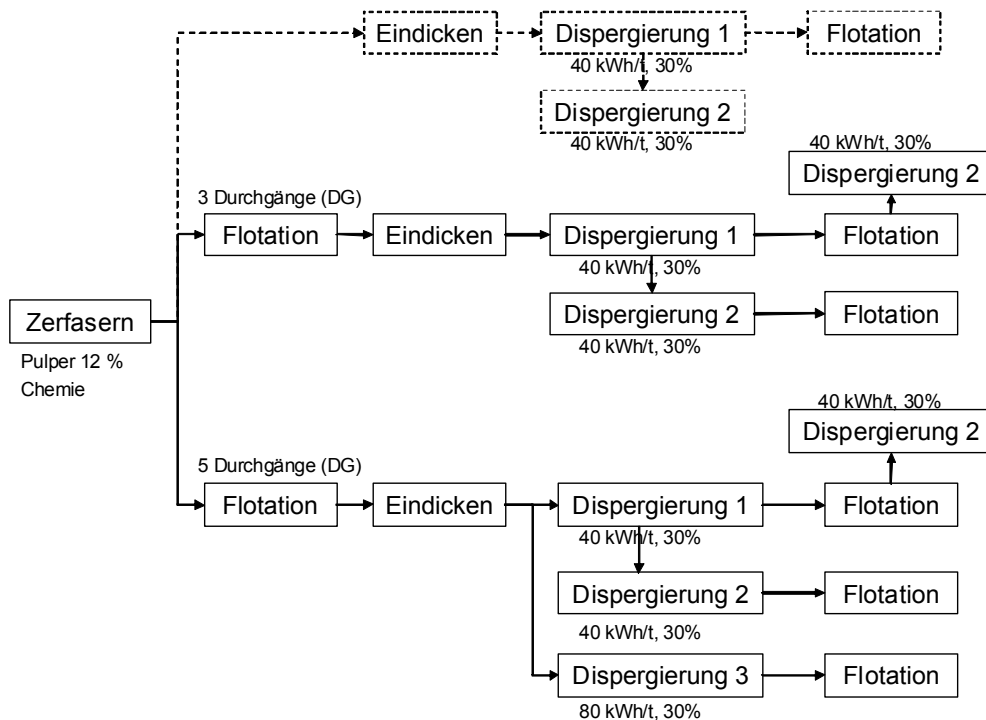 Eindicken
Dispergierung 1
Flotation
40 kWh/t, 30%
Dispergierung 2
40 kWh/t, 30%
40 kWh/t, 30%
Dispergierung 2
3 Durchgänge (DG)
Flotation
Eindicken
Dispergierung 1
Flotation
40 kWh/t, 30%
Dispergierung 2
Flotation
40 kWh/t, 30%
Zerfasern
Pulper 12 %
Chemie
40 kWh/t, 30%
Dispergierung 2
5 Durchgänge (DG)
Flotation
Eindicken
Dispergierung 1
Flotation
40 kWh/t, 30%
Dispergierung 2
Flotation
40 kWh/t, 30%
Dispergierung 3
Flotation
80 kWh/t, 30%